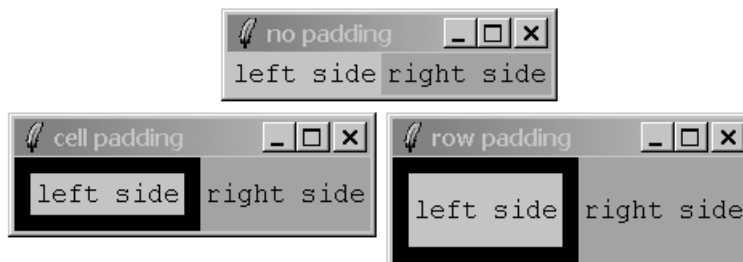 no padding
left side right side
cell padding
left side right side
row padding
left side right side